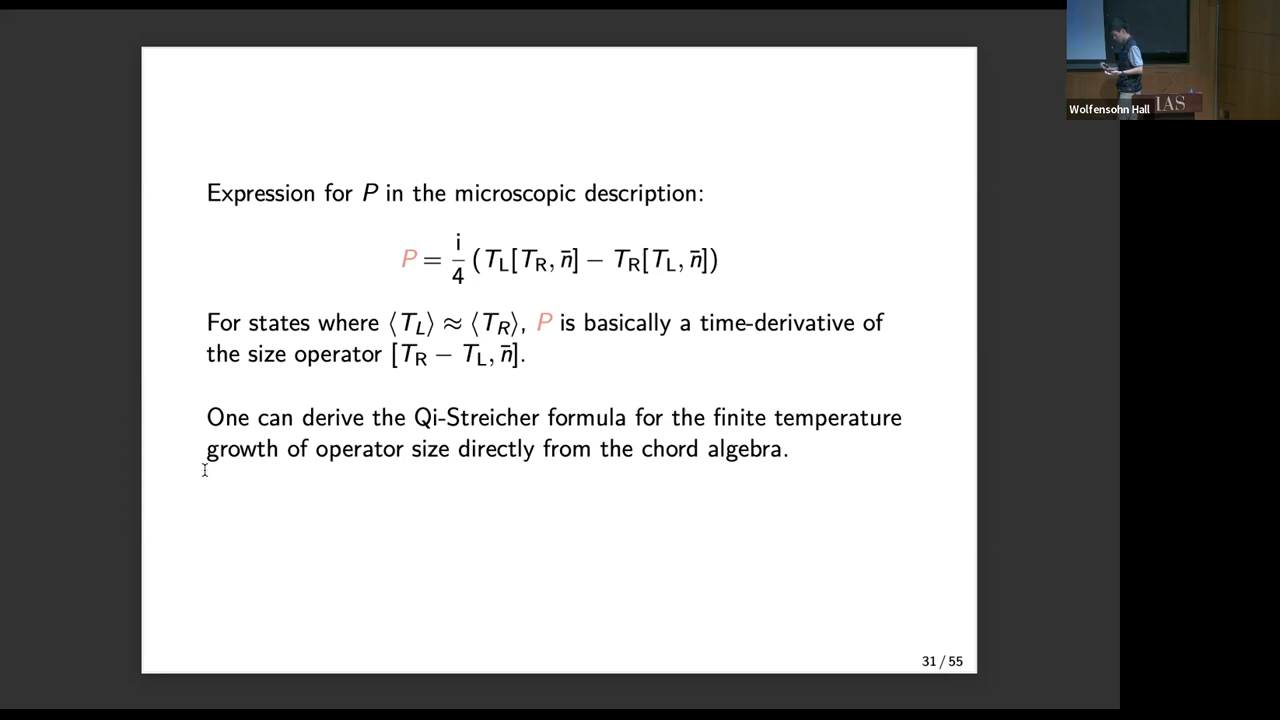 Expression for P in the microscopic description:
P = i/4 (T_L[T_R, n̄] − T_R[T_L, n̄])
For states where ⟨T_L⟩ ≈ ⟨T_R⟩, P is basically a time-derivative of
the size operator [T_R − T_L, n̄].
One can derive the Qi-Streicher formula for the finite temperature
growth of operator size directly from the chord algebra.
31 / 55
Wolfensohn Hall
IAS